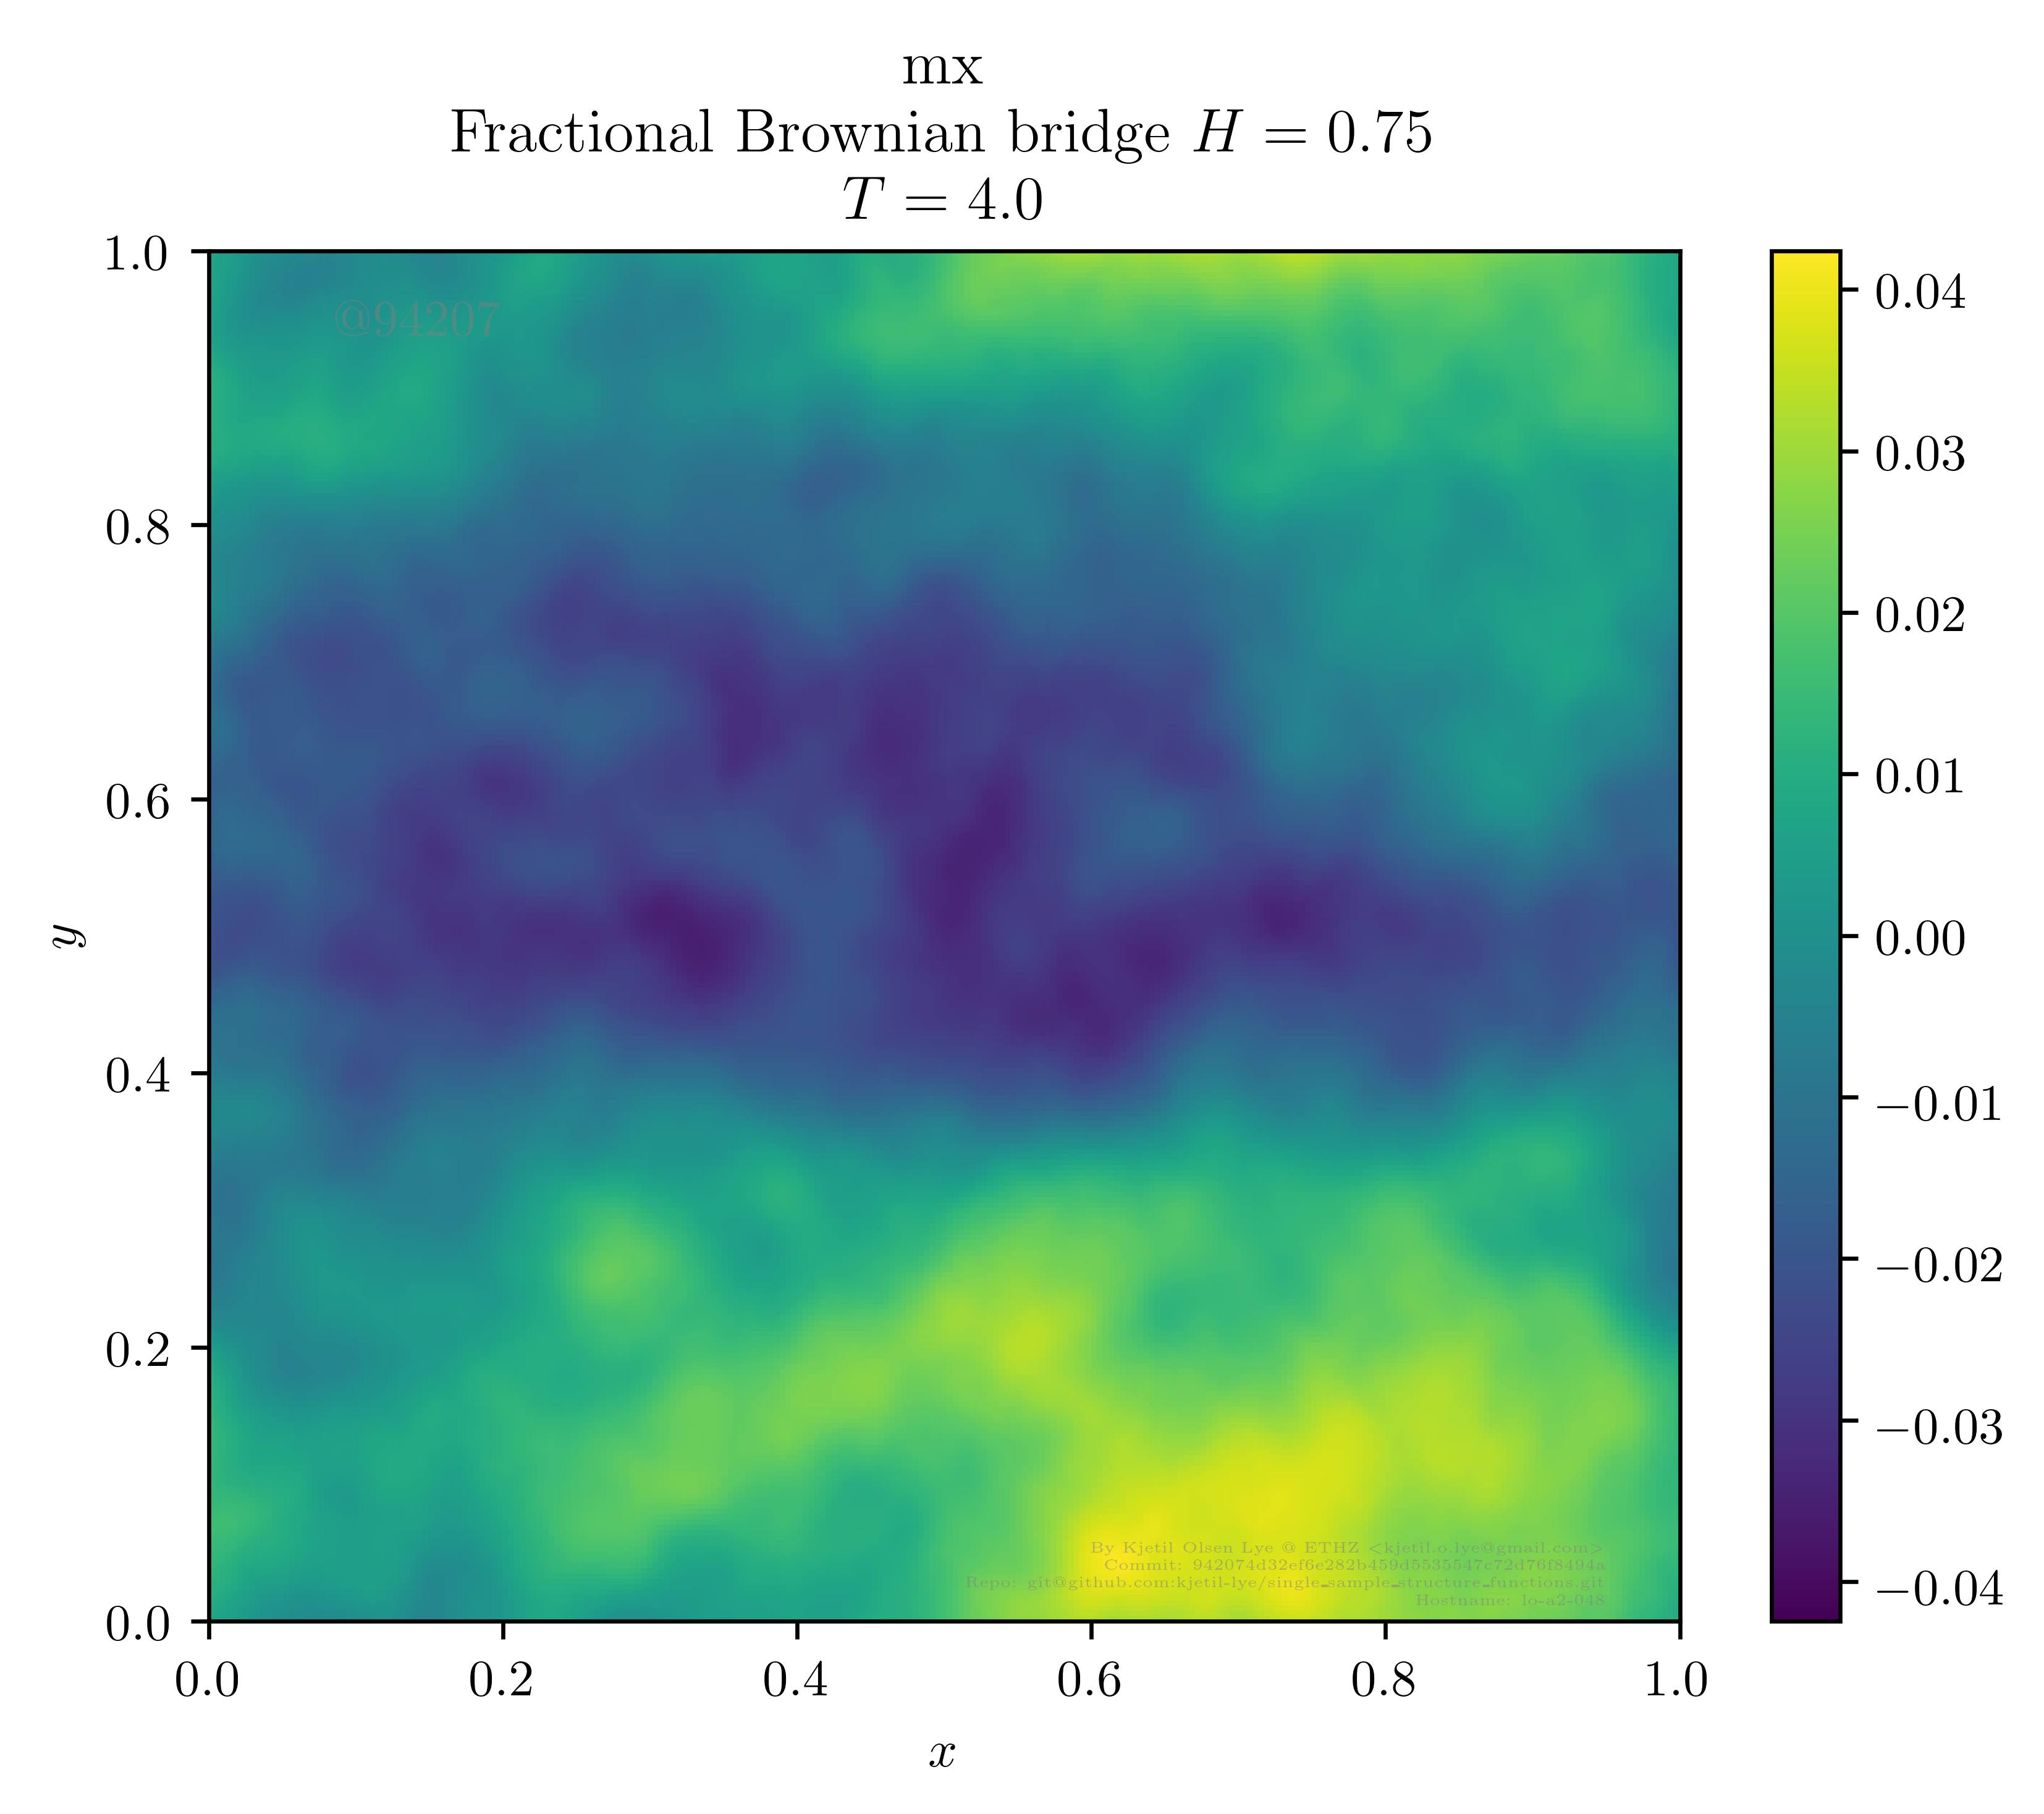 mx
Fractional Brownian bridge H = 0.75
T = 4.0
1.0
0.8
0.6
0.4
0.2
0.0
y
@94207
0.0 0.2 0.4 0.6 0.8 1.0
x
0.04
0.03
0.02
0.01
0.00
−0.01
−0.02
−0.03
−0.04
By Kjetil Olsen Lye @ ETHZ <kjetil.o.lye@gmail.com>
Commit: 942074d32ef6e282b459d5535547c72d76f8494a
Repo: git@github.com:kjetil-lye/single_sample_structure_functions.git
Hostname: lo-a2-048